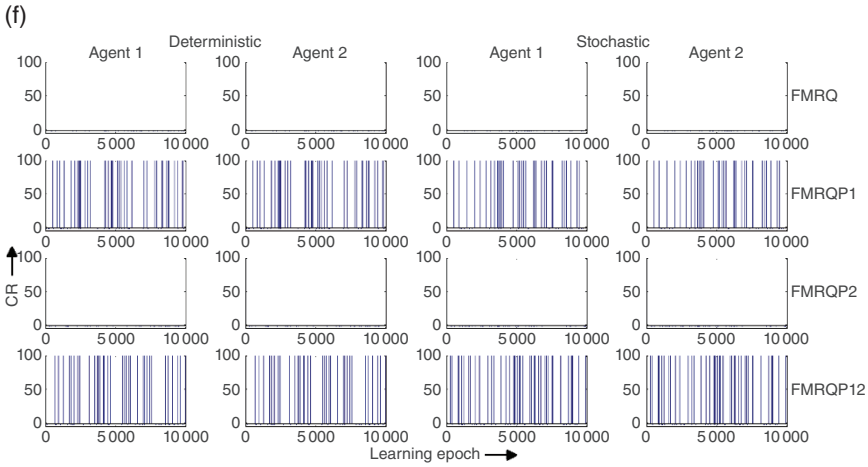 (f)
Deterministic Stochastic
Agent 1 Agent 2 Agent 1 Agent 2
100 100 100 100
50 50 50 50 FMRQ
0 0 0 0
0 5 000 10 000 0 5 000 10 000 0 5 000 10 000 0 5 000 10 000
100 100 100 100
50 50 50 50 FMRQP1
0 0 0 0
0 5 000 10 000 0 5 000 10 000 0 5 000 10 000 0 5 000 10 000
100 100 100 100
50 50 50 50 FMRQP2
0 0 0 0
0 5 000 10 000 0 5 000 10 000 0 5 000 10 000 0 5 000 10 000
100 100 100 100
50 50 50 50 FMRQP12
0 0 0 0
0 5 000 10 000 0 5 000 10 000 0 5 000 10 000 0 5 000 10 000
CR
Learning epoch